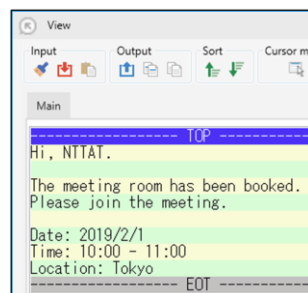 View
Input Output Sort Cursor m
Main
------------------ TOP -----------
Hi, NTTAT.
The meeting room has been booked.
Please join the meeting.
Date: 2019/2/1
Time: 10:00 - 11:00
Location: Tokyo
------------------ EOT -----------